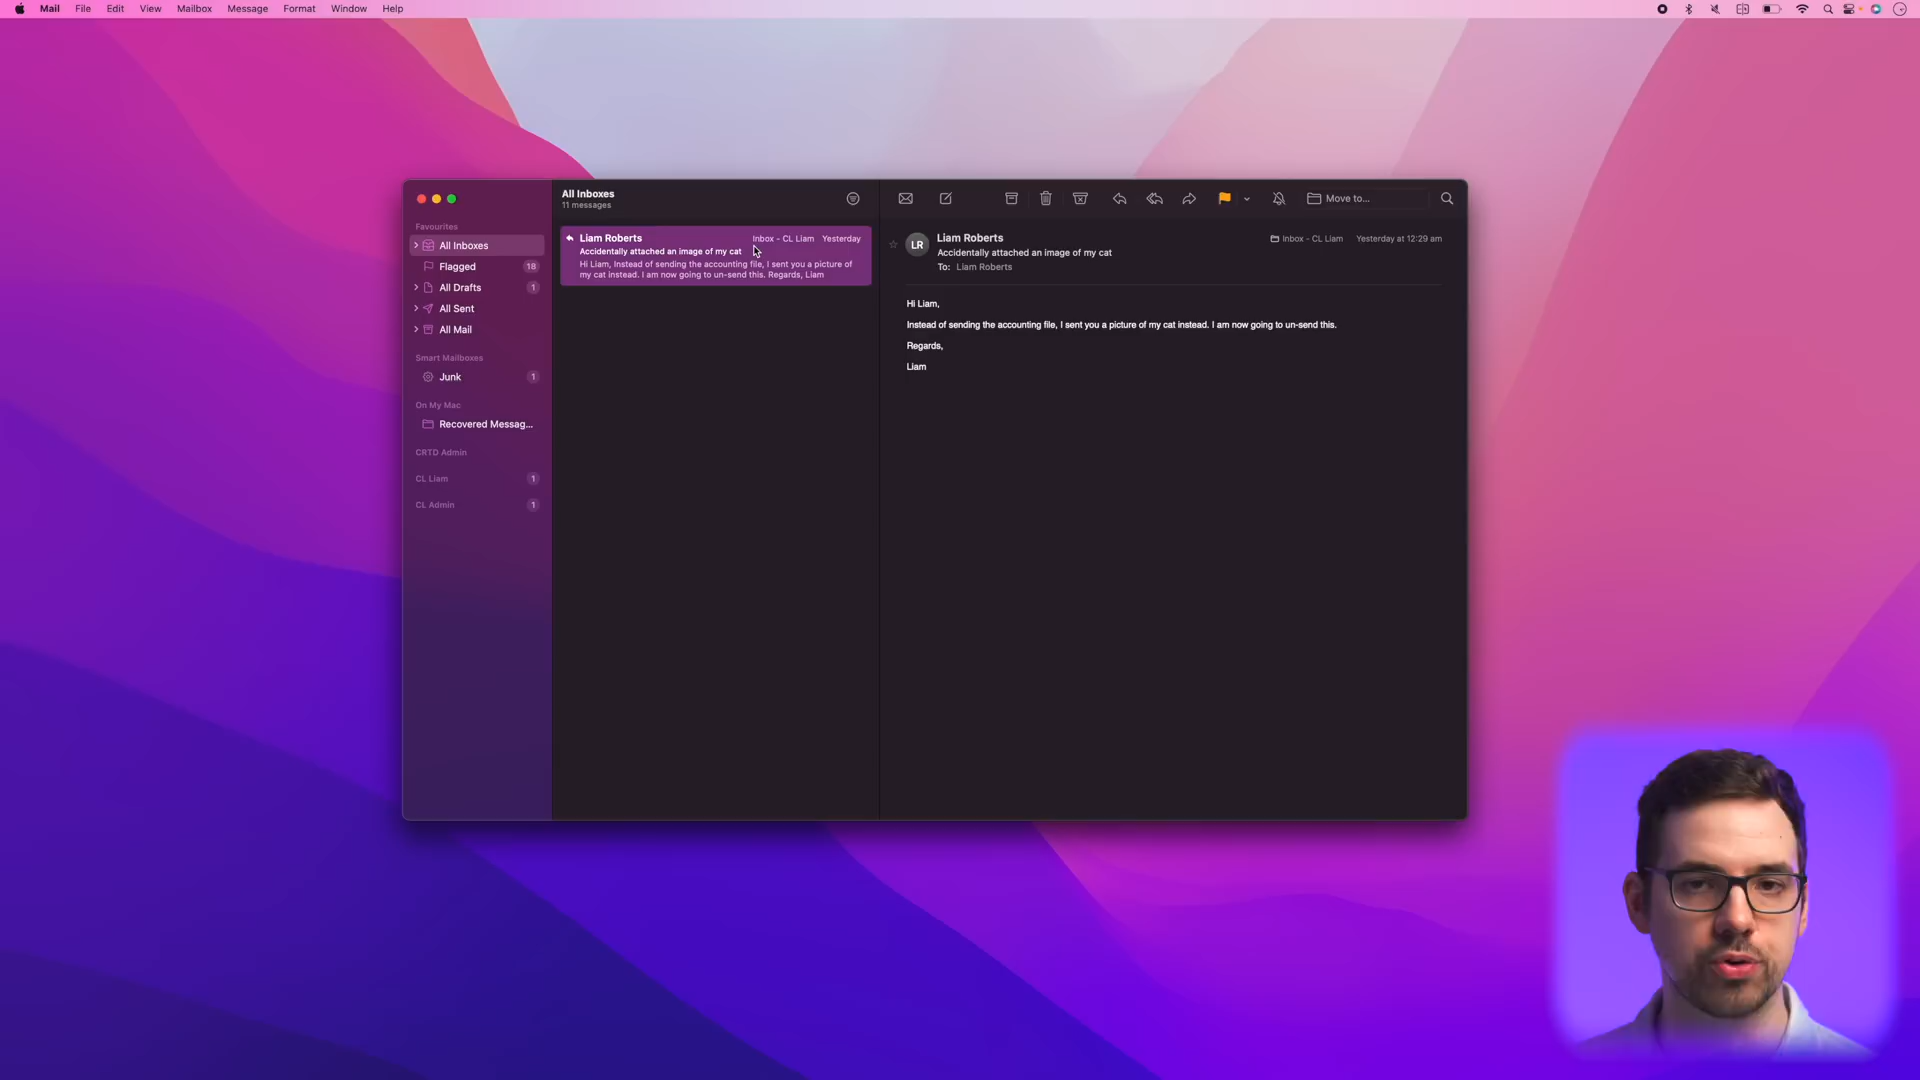 Mail File Edit View Mailbox Message Format Window Help
All Inboxes
11 messages
Move to...
Favourites
All Inboxes
Flagged 18
All Drafts 1
All Sent
All Mail
Smart Mailboxes
Junk 1
On My Mac
Recovered Messag...
CRTD Admin
CL Liam 1
CL Admin 1
Liam Roberts Inbox - CL Liam Yesterday
Accidentally attached an image of my cat
Hi Liam, Instead of sending the accounting file, I sent you a picture of
my cat instead. I am now going to un-send this. Regards, Liam
LR
Liam Roberts Inbox - CL Liam Yesterday at 12:29 am
Accidentally attached an image of my cat
To: Liam Roberts
Hi Liam,
Instead of sending the accounting file, I sent you a picture of my cat instead. I am now going to un-send this.
Regards,
Liam